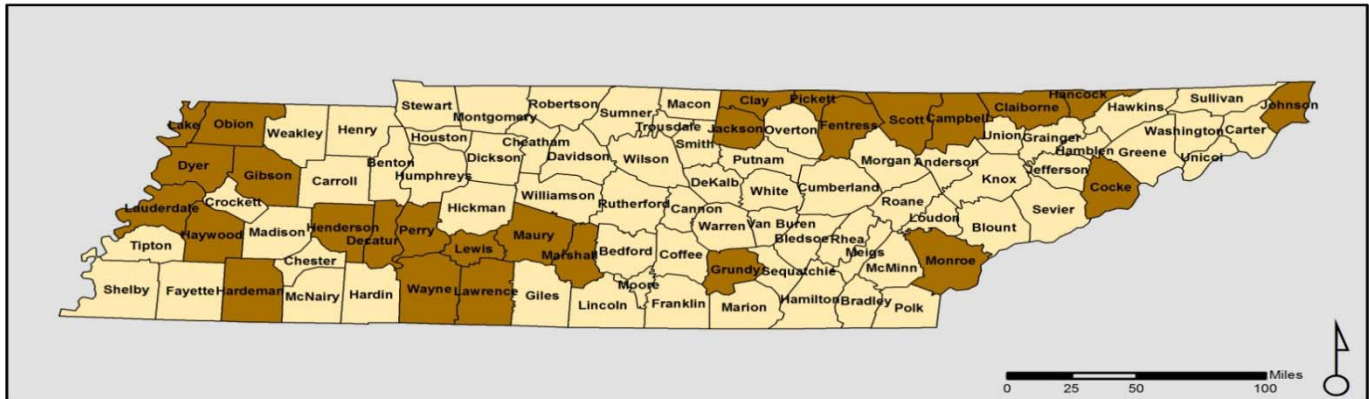 Stewart
Montgomery
Robertson
Sumner
Macon
Clay
Pickett
Hancock
Claiborne
Hawkins
Sullivan
Johnson
Lake
Obion
Weakley
Henry
Houston
Cheatham
Trousdale
Jackson
Overton
Fentress
Scott
Campbell
Union
Grainger
Washington
Carter
Dyer
Gibson
Carroll
Benton
Humphreys
Dickson
Davidson
Wilson
Smith
Putnam
Morgan
Anderson
Hamblen
Greene
Unicoi
Jefferson
Knox
Cocke
Lauderdale
Crockett
Williamson
Rutherford
DeKalb
White
Cumberland
Roane
Loudon
Sevier
Haywood
Madison
Henderson
Decatur
Perry
Hickman
Lewis
Maury
Marshall
Cannon
Warren
Van Buren
Bledsoe
Rhea
Meigs
Blount
Tipton
Chester
Bedford
Coffee
Grundy
Sequatchie
McMinn
Monroe
Shelby
Fayette
Hardeman
McNairy
Hardin
Wayne
Lawrence
Giles
Lincoln
Moore
Franklin
Marion
Hamilton
Bradley
Polk
Miles
0 25 50 100